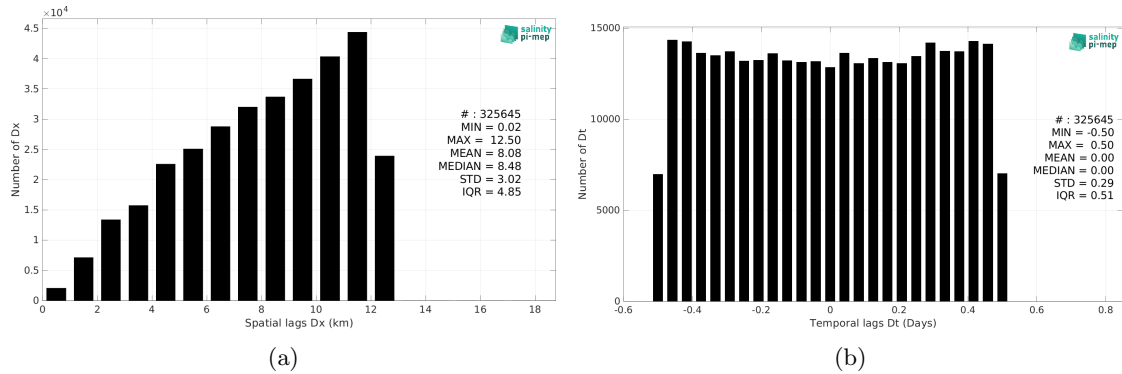 ×10⁴
4.5
4
3.5
3
2.5
2
1.5
1
0.5
0
Number of Dx
salinity
pi-mep
# : 325645
MIN = 0.02
MAX = 12.50
MEAN = 8.08
MEDIAN = 8.48
STD = 3.02
IQR = 4.85
0 2 4 6 8 10 12 14 16 18
Spatial lags Dx (km)
(a)
15000
10000
5000
0
Number of Dt
salinity
pi-mep
# : 325645
MIN = -0.50
MAX = 0.50
MEAN = 0.00
MEDIAN = 0.00
STD = 0.29
IQR = 0.51
-0.6 -0.4 -0.2 0 0.2 0.4 0.6 0.8
Temporal lags Dt (Days)
(b)